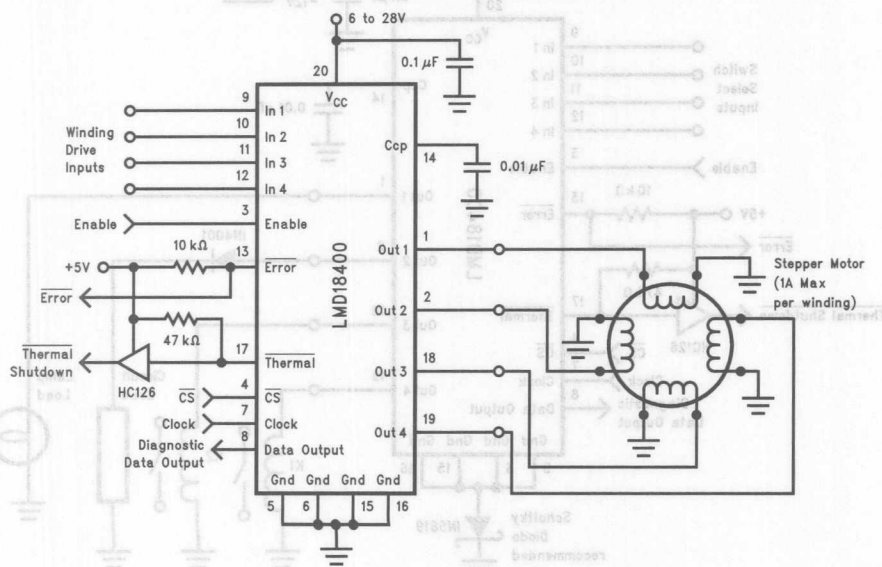 6 to 28V
0.1 μF
20
VCC
9
In 1
10
In 2
11
In 3
12
In 4
Winding
Drive
Inputs
Ccp
14
0.01 μF
3
Enable
Enable
10 kΩ
13
+5V
Error
Error
47 kΩ
17
Thermal
Thermal
Shutdown
HC126
4
CS
CS
7
Clock
Clock
8
Diagnostic
Data Output
Data Output
LMD18400
1
Out 1
2
Out 2
18
Out 3
19
Out 4
Stepper Motor
(1A Max
per winding)
Gnd Gnd Gnd Gnd
5 6 15 16